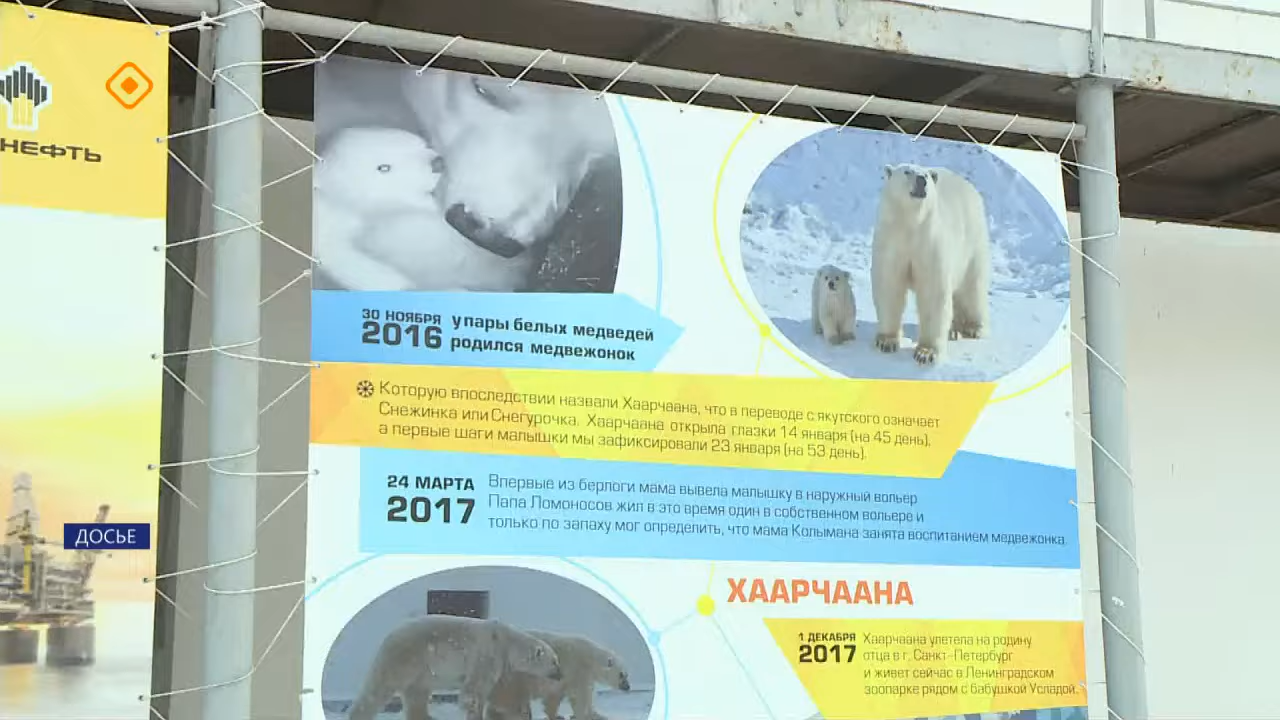 НЕФТЬ
30 НОЯБРЯ
2016
у пары белых медведей
родился медвежонок
Которую впоследствии назвали Хаарчаана, что в переводе с якутского означает
Снежинка или Снегурочка. Хаарчаана открыла глазки 14 января (на 45 день),
а первые шаги малышки мы зафиксировали 23 января (на 53 день).
24 МАРТА
2017
Впервые из берлоги мама вывела малышку в наружный вольер
Папа Ломоносов жил в это время один в собственном вольере и
только по запаху мог определить, что мама Колымана занята воспитанием медвежонка.
ДОСЬЕ
ХААРЧААНА
1 ДЕКАБРЯ
2017
Хаарчаана улетела на родину
отца в г. Санкт-Петербург
и живет сейчас в Ленинградском
зоопарке рядом с бабушкой Усладой.